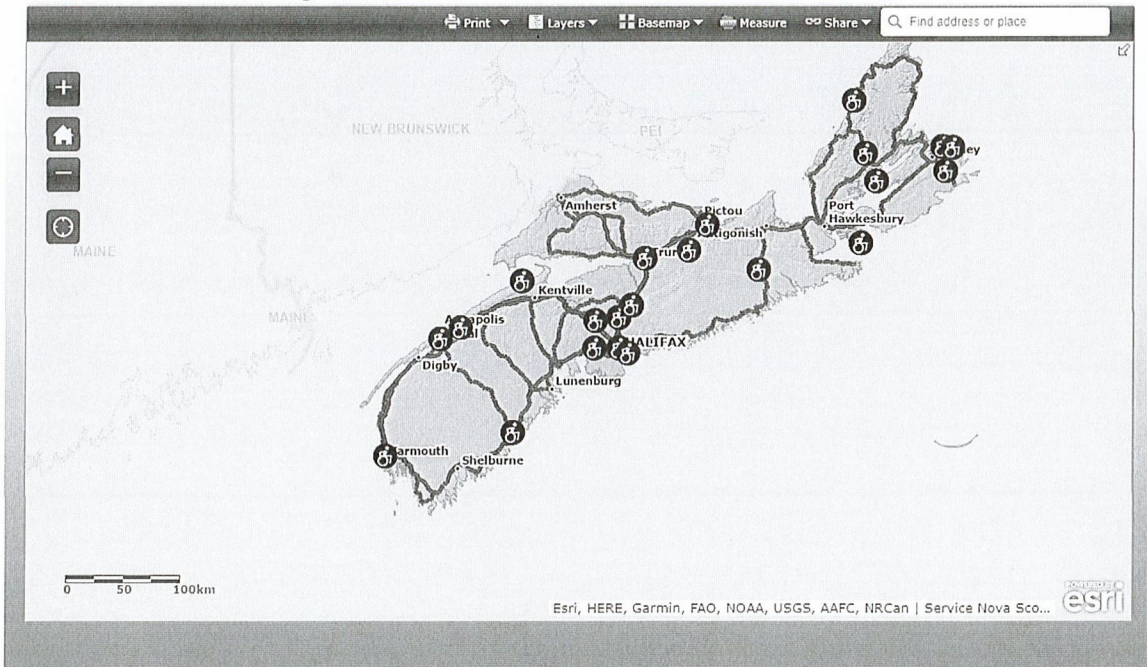 Print Layers Basemap Measure Share Find address or place
NEW BRUNSWICK
PEI
Amherst
Pictou
Port
Hawkesbury
MAINE
Kentville
MAINE
HALIFAX
Digby
Lunenburg
Shelburne
0 50 100km
POWERED BY
esri
Esri, HERE, Garmin, FAO, NOAA, USGS, AAFC, NRCan | Service Nova Sco...